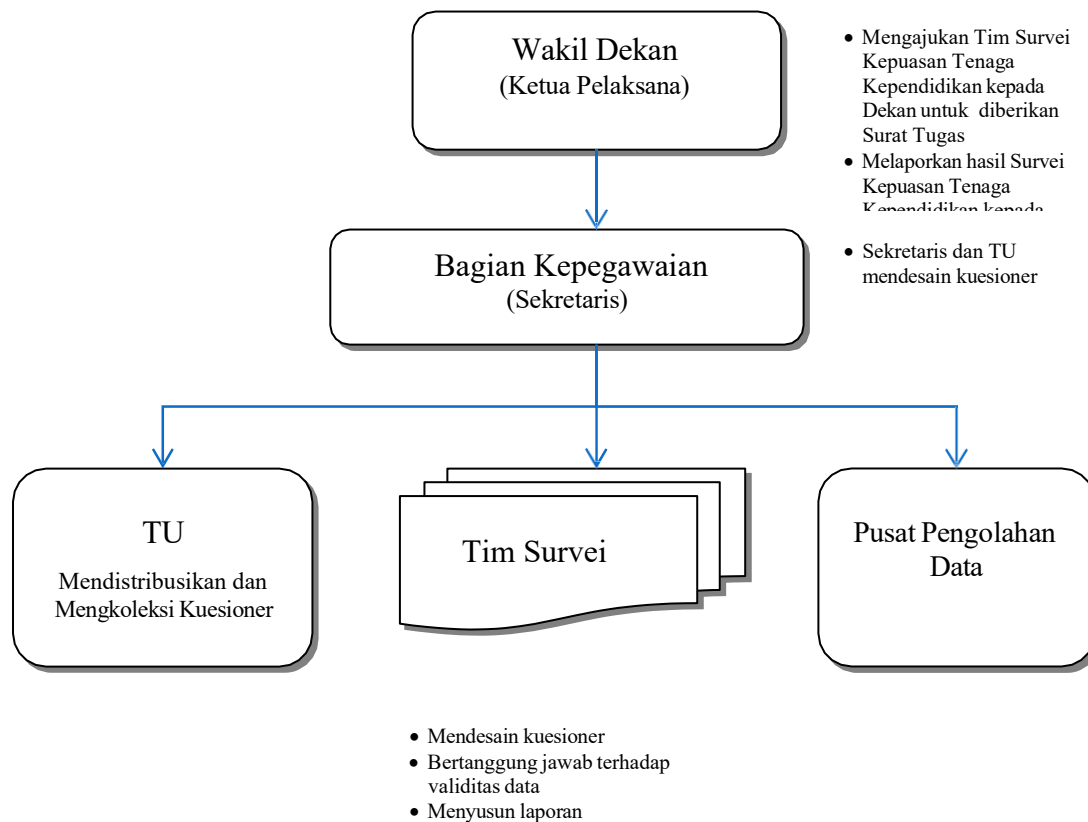 Wakil Dekan
(Ketua Pelaksana)
• Mengajukan Tim Survei
Kepuasan Tenaga
Kependidikan kepada
Dekan untuk diberikan
Surat Tugas
• Melaporkan hasil Survei
Kepuasan Tenaga
Kependidikan kepada
Bagian Kepegawaian
(Sekretaris)
• Sekretaris dan TU
mendesain kuesioner
TU
Mendistribusikan dan
Mengkoleksi Kuesioner
Tim Survei
Pusat Pengolahan
Data
• Mendesain kuesioner
• Bertanggung jawab terhadap
validitas data
• Menyusun laporan